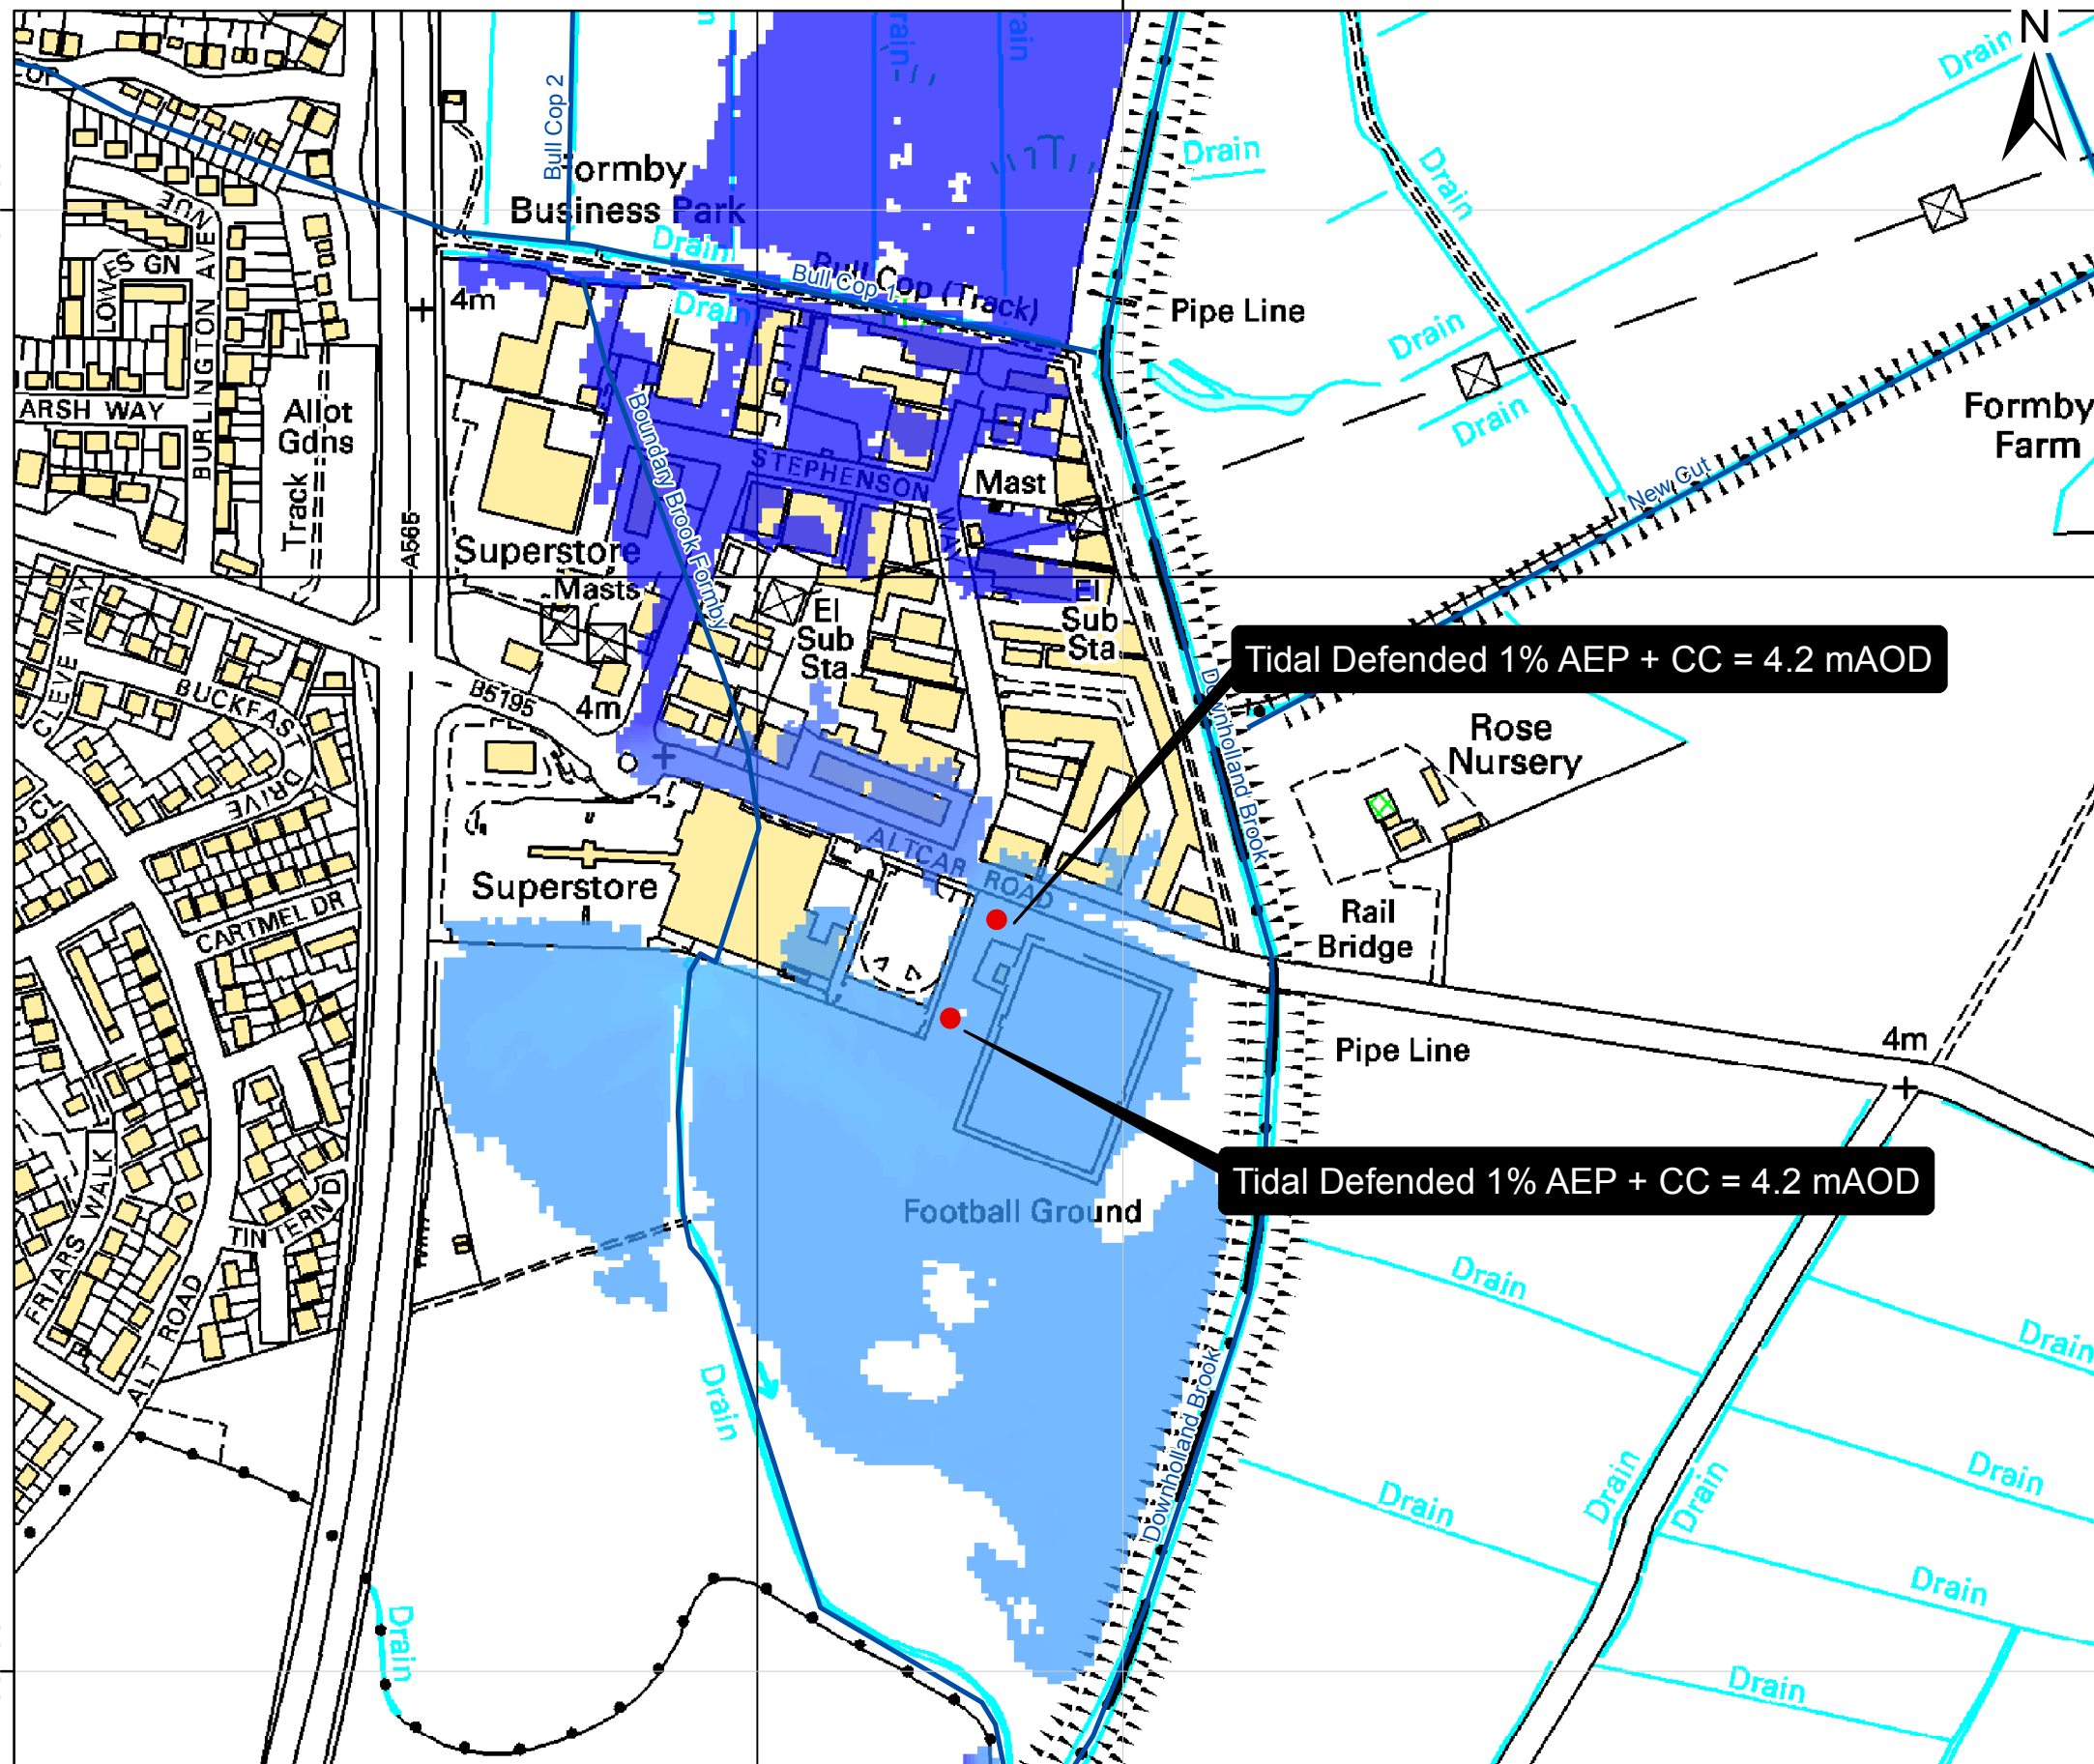 N
Drain
Drain
Drain
Drain
Bull Cop 2
Formby
Business Park
Drain
Drain
Bull Cop (Track)
Bull Cop 1
Drain
4m
Pipe Line
Drain
Drain
LOWES GN
BURLINGTON AVENUE
ARSH WAY
Allot
Gdns
Track
A565
Formby
Farm
New Cut
Boundary Brook Formby
STEPHENSON
WAY
Mast
Superstore
Masts
El
Sub
Sta
El
Sub
Sta
CLEVE WAY
BUCKFAST
DRIVE
B5195
4m
Tidal Defended 1% AEP + CC = 4.2 mAOD
Downholland Brook
Rose
Nursery
ALTCAR ROAD
Superstore
CARTMEL DR
Rail
Bridge
Pipe Line
4m
Tidal Defended 1% AEP + CC = 4.2 mAOD
Football Ground
FRIARS WALK
TINTERN D
ALT ROAD
Drain
Drain
Drain
Downholland Brook
Drain
Drain
Drain
Drain
Drain
Drain
Drain